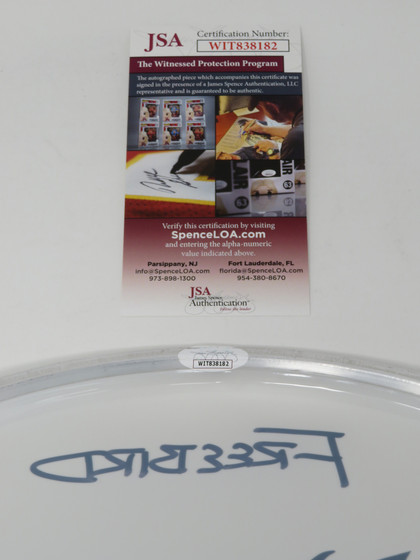 JSA
Certification Number:
WIT838182
The Witnessed Protection Program
The autographed piece which accompanies this certificate was
signed in the presence of a James Spence Authentication, LLC
representative and is guaranteed to be authentic.
Verify this certification by visiting
SpenceLOA.com
and entering the alpha-numeric
value indicated above.
Parsippany, NJ
info@SpenceLOA.com
973-898-1300
Fort Lauderdale, FL
florida@SpenceLOA.com
954-380-8670
JSA
James Spence
Authentication
WIT838182
FREEBIRD